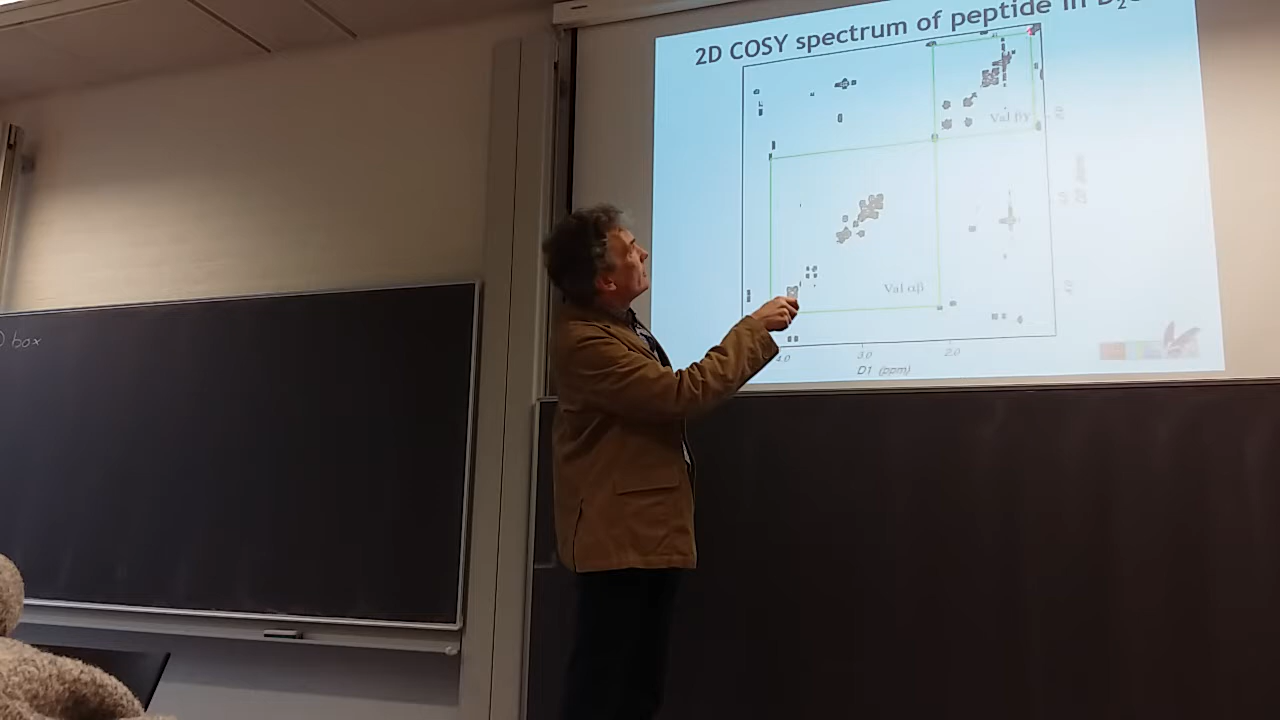 2D COSY spectrum of peptide in D₂O
Val βγ
Val αβ
4.0
3.0
2.0
D1 (ppm)
box